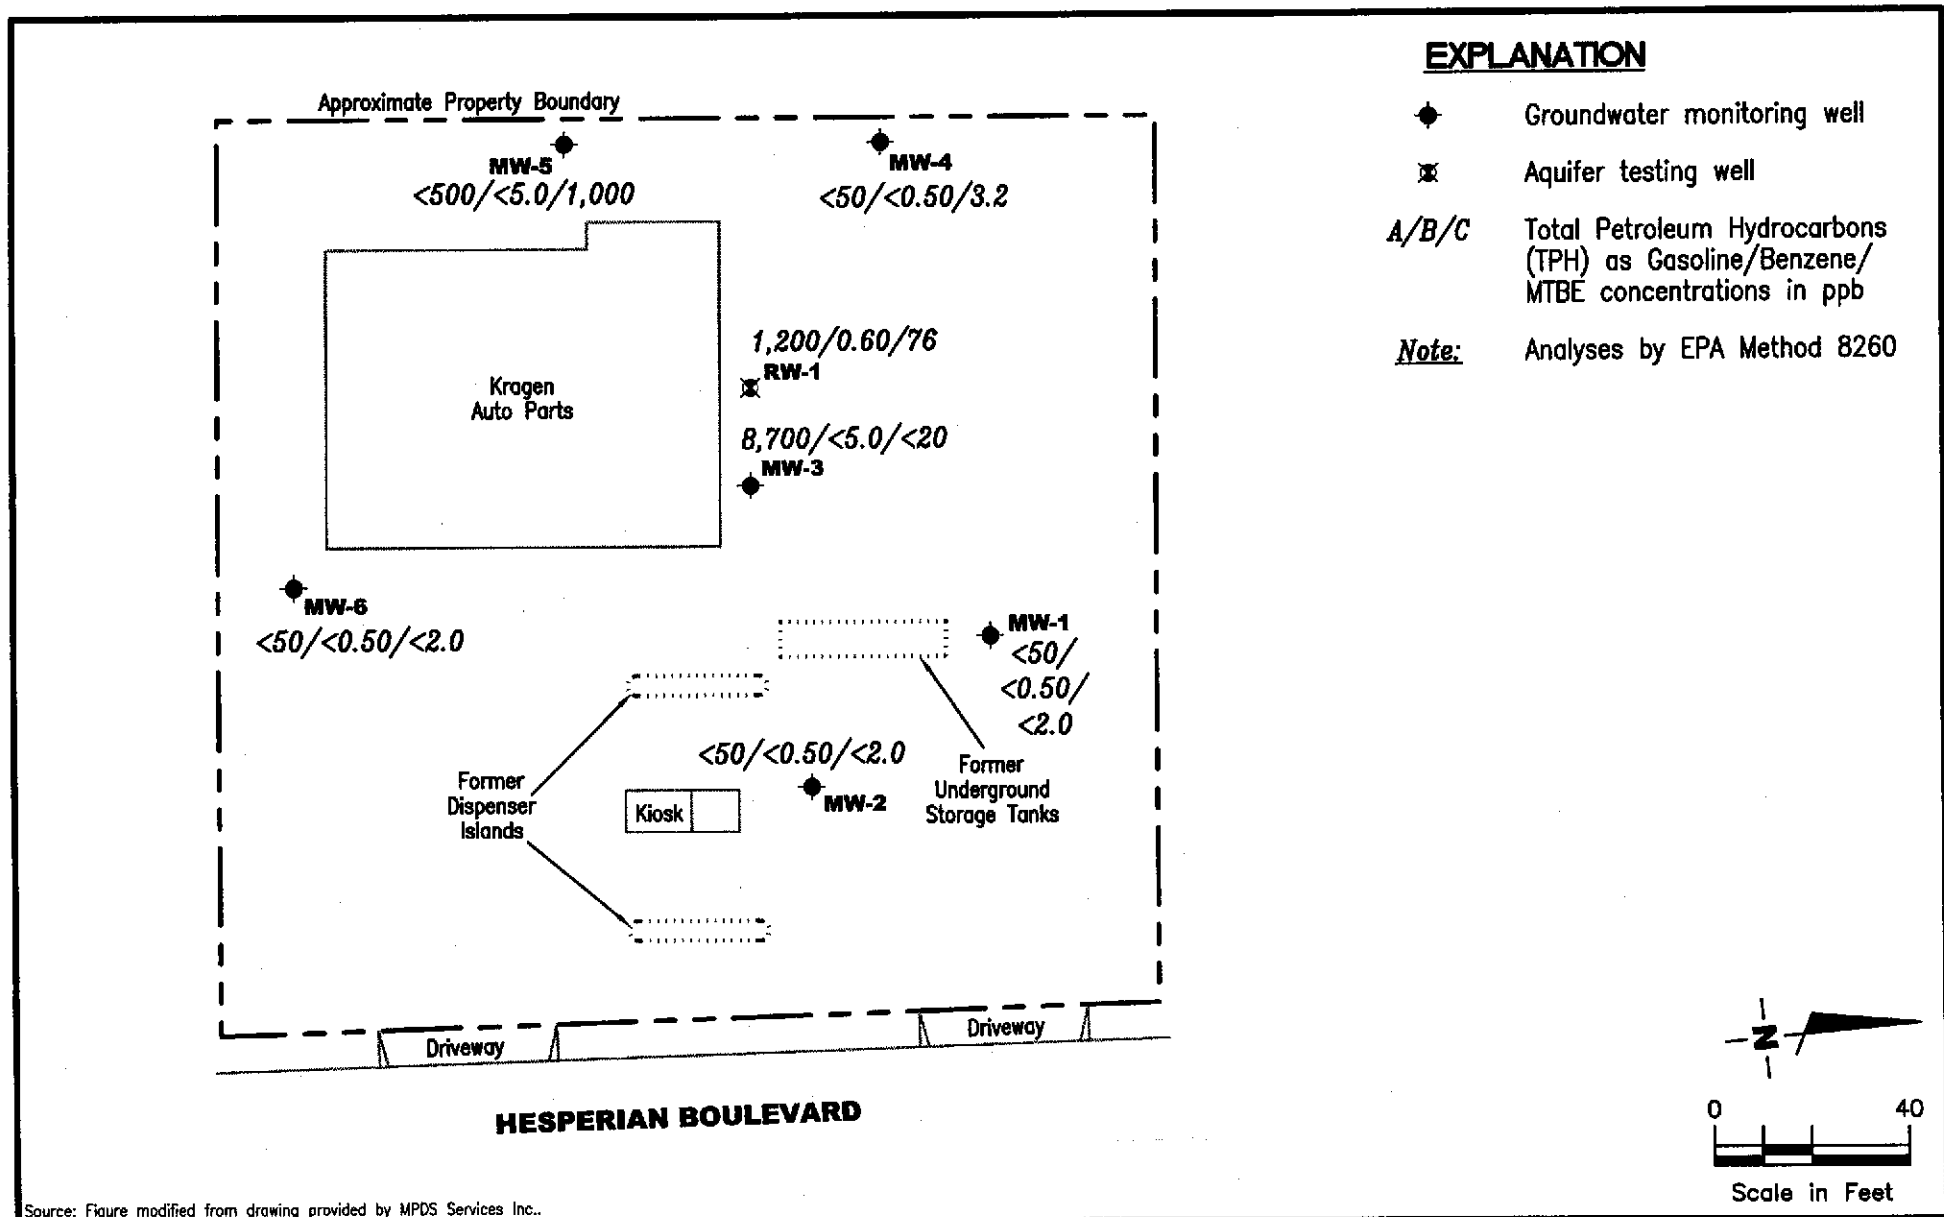 EXPLANATION
Groundwater monitoring well
Aquifer testing well
A/B/C Total Petroleum Hydrocarbons
(TPH) as Gasoline/Benzene/
MTBE concentrations in ppb
Note: Analyses by EPA Method 8260
Approximate Property Boundary
MW-5
<500/<5.0/1,000
MW-4
<50/<0.50/3.2
1,200/0.60/76
RW-1
Kragen
Auto Parts
8,700/<5.0/<20
MW-3
MW-6
<50/<0.50/<2.0
MW-1
<50/
<0.50/
<2.0
<50/<0.50/<2.0
MW-2
Former
Underground
Storage Tanks
Former
Dispenser
Islands
Kiosk
Driveway
Driveway
HESPERIAN BOULEVARD
N
0 40
Scale in Feet
Source: Figure modified from drawing provided by MPDS Services Inc..